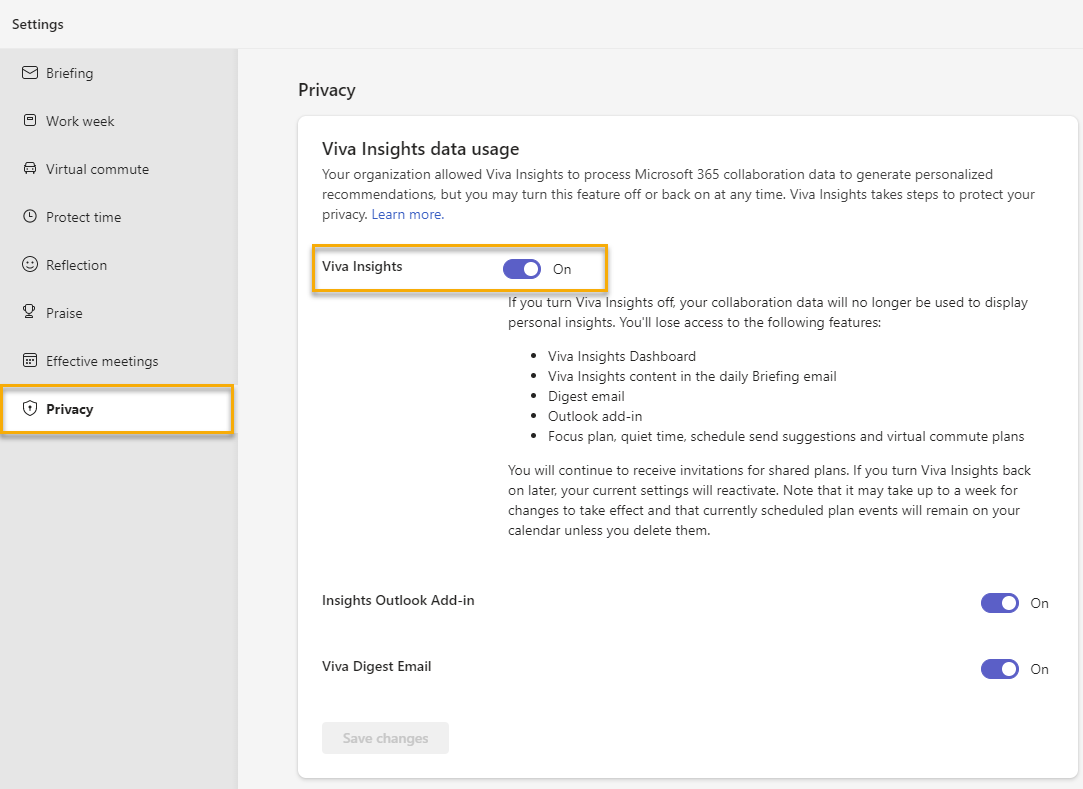 Settings
Briefing
Work week
Virtual commute
Protect time
Reflection
Praise
Effective meetings
Privacy
Privacy
Viva Insights data usage
Your organization allowed Viva Insights to process Microsoft 365 collaboration data to generate personalized
recommendations, but you may turn this feature off or back on at any time. Viva Insights takes steps to protect your
privacy. Learn more.
Viva Insights On
If you turn Viva Insights off, your collaboration data will no longer be used to display
personal insights. You'll lose access to the following features:
• Viva Insights Dashboard
• Viva Insights content in the daily Briefing email
• Digest email
• Outlook add-in
• Focus plan, quiet time, schedule send suggestions and virtual commute plans
You will continue to receive invitations for shared plans. If you turn Viva Insights back
on later, your current settings will reactivate. Note that it may take up to a week for
changes to take effect and that currently scheduled plan events will remain on your
calendar unless you delete them.
Insights Outlook Add-in On
Viva Digest Email On
Save changes